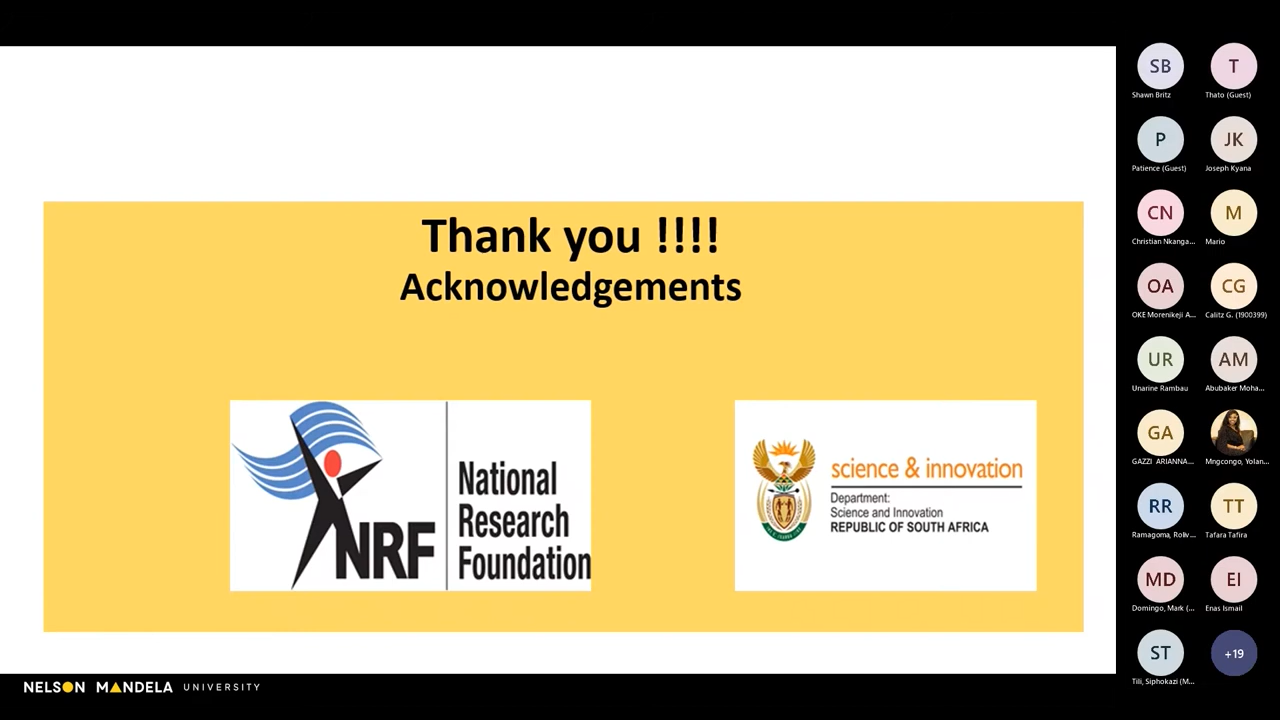 Thank you !!!!
Acknowledgements
NRF
National
Research
Foundation
science & innovation
Department:
Science and Innovation
REPUBLIC OF SOUTH AFRICA
NELSON MANDELA UNIVERSITY
SB
Shawn Britz
T
Thato (Guest)
P
Patience (Guest)
JK
Joseph Kyana
CN
Christian Nkanga...
M
Mario
OA
OKE Morenikeji A...
CG
Calitz G. (1900399)
UR
Unarine Rambau
AM
Abubaker Moha...
GA
GAZZI ARIANNA...
Mngcongo, Yolan...
RR
Ramagoma, Roliv...
TT
Tafara Tafira
MD
Domingo, Mark (...
EI
Enas Ismail
ST
Tili, Siphokazi (M...
+19